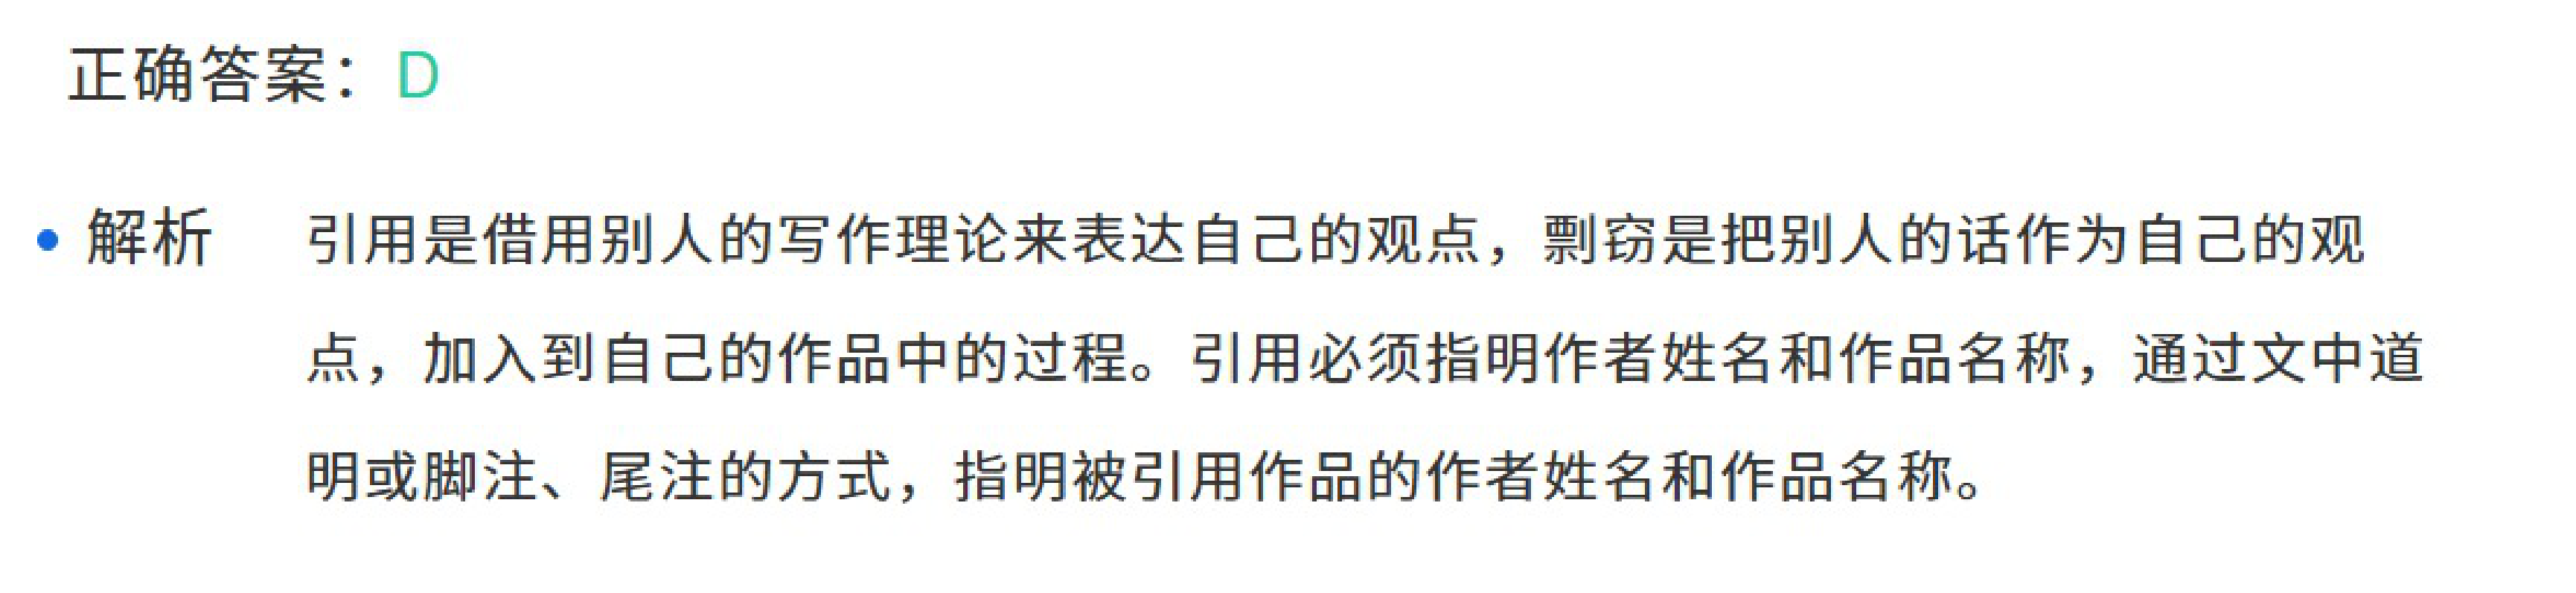 正确答案：D
解析 引用是借用别人的写作理论来表达自己的观点，剽窃是把别人的话作为自己的观
点，加入到自己的作品中的过程。引用必须指明作者姓名和作品名称，通过文中道
明或脚注、尾注的方式，指明被引用作品的作者姓名和作品名称。